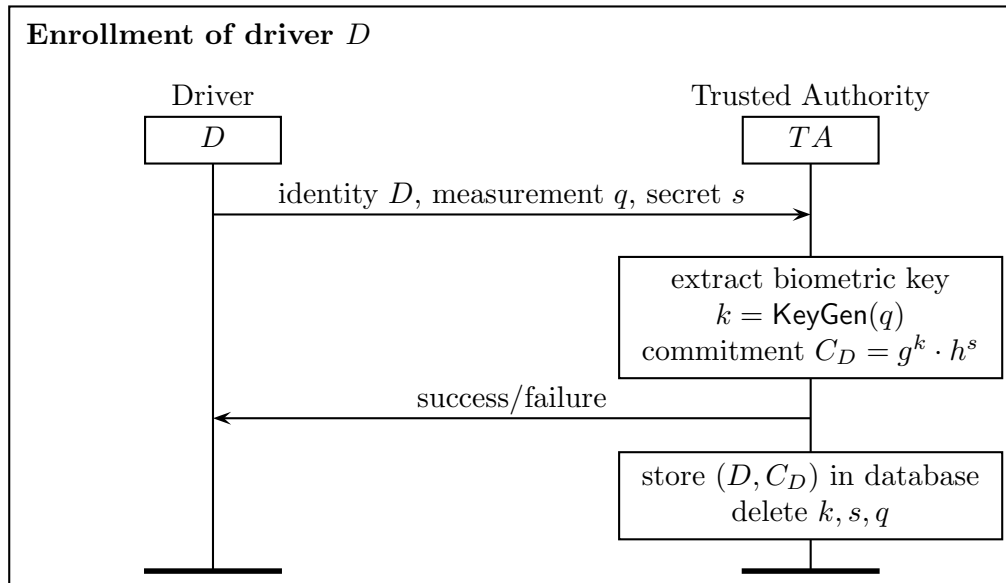 Enrollment of driver D
Driver
Trusted Authority
D
TA
identity D, measurement q, secret s
extract biometric key
k = KeyGen(q)
commitment C_D = g^k · h^s
success/failure
store (D, C_D) in database
delete k, s, q